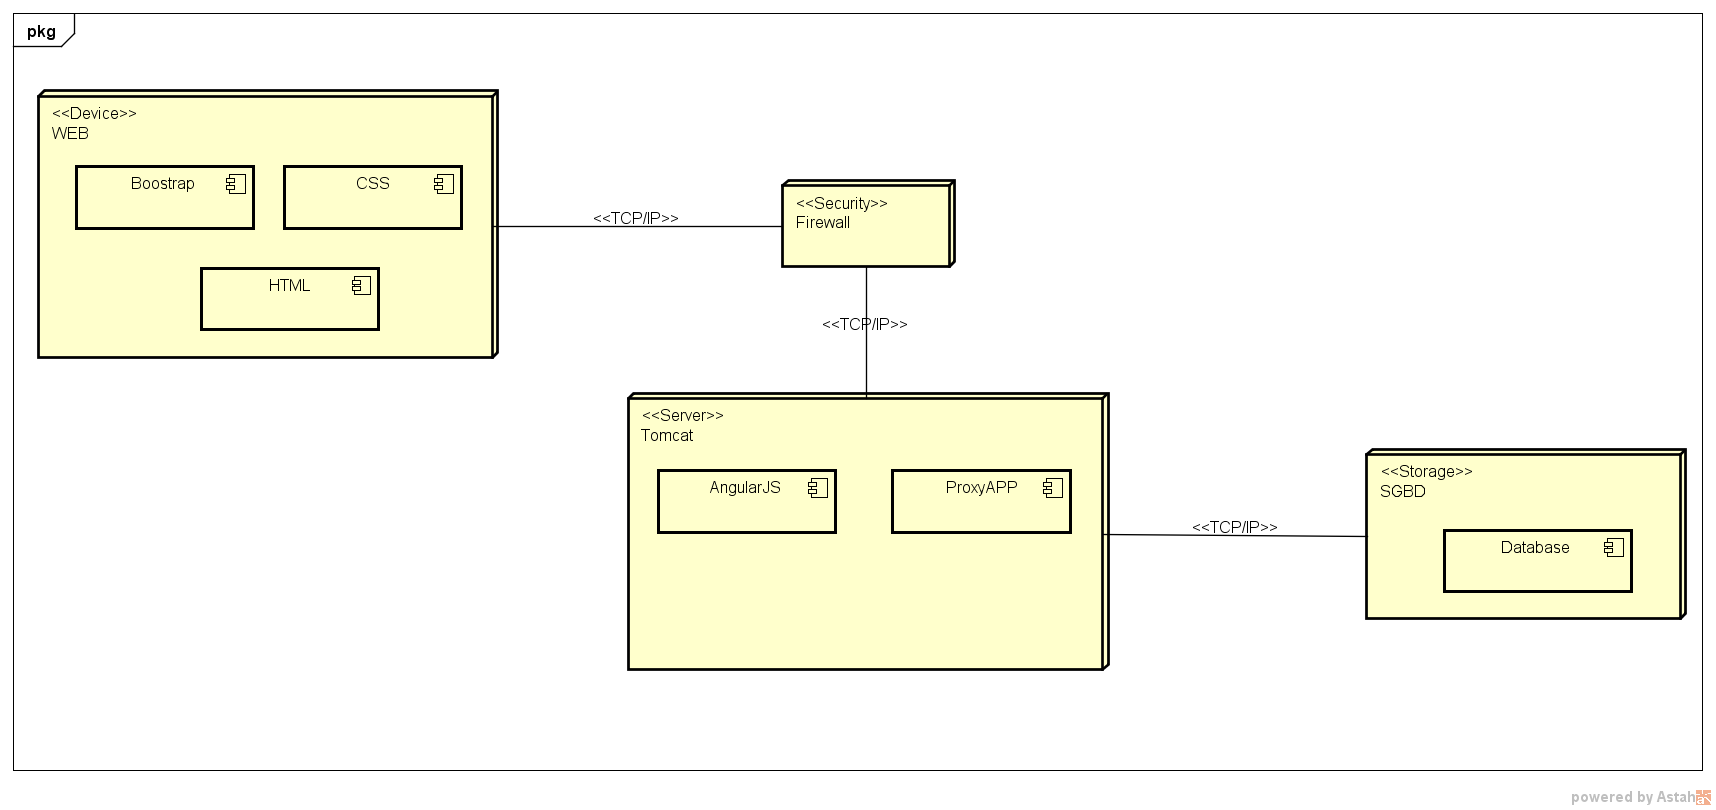 pkg
<<Device>>
WEB
Boostrap
CSS
HTML
<<TCP/IP>>
<<Security>>
Firewall
<<TCP/IP>>
<<Server>>
Tomcat
AngularJS
ProxyAPP
<<TCP/IP>>
<<Storage>>
SGBD
Database
powered by Astah